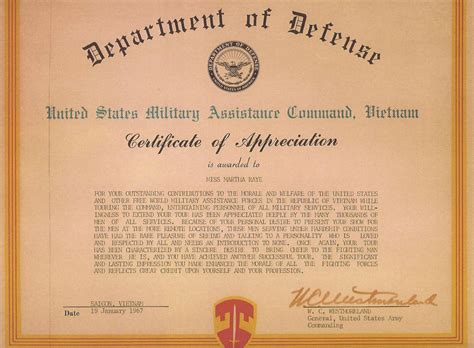 Department of Defense
United States Military Assistance Command, Vietnam
Certificate of Appreciation
is awarded to
MISS MARTHA RAYE
FOR YOUR OUTSTANDING CONTRIBUTIONS TO THE MORALE AND WELFARE OF THE UNITED STATES
AND OTHER FREE WORLD MILITARY ASSISTANCE FORCES IN THE REPUBLIC OF VIETNAM WHILE
TOURING THE COMMAND, ENTERTAINING PERSONNEL OF ALL MILITARY SERVICES. YOUR WILL-
INGNESS TO EXTEND YOUR TOUR HAS BEEN APPRECIATED DEEPLY BY THE MANY THOUSANDS OF
MEN OF ALL SERVICES. BECAUSE OF YOUR PERSONAL DESIRE TO PRESENT YOUR SHOW FOR
THE MEN AT THE MORE REMOTE LOCATIONS, THESE MEN SERVING UNDER HARDSHIP CONDITIONS
HAVE HAD THE RARE PLEASURE OF SEEING AND TALKING TO A PERSONALITY WHO IS LOVED
AND RESPECTED BY ALL AND NEEDS AN INTRODUCTION TO NONE. ONCE AGAIN, YOUR TOUR
HAS BEEN CHARACTERIZED BY A SINCERE DESIRE TO BRING CHEER TO THE FIGHTING MAN
WHEREVER HE IS, AND YOU HAVE ACHIEVED ANOTHER SUCCESSFUL TOUR. THE SIGNIFICANT
AND LASTING IMPRESSION YOU MADE ENHANCED THE MORALE OF ALL THE FIGHTING FORCES
AND REFLECTS GREAT CREDIT UPON YOURSELF AND YOUR PROFESSION.
SAIGON, VIETNAM
Date 19 January 1967
WCWestmoreland
W. C. WESTMORELAND
General, United States Army
Commanding